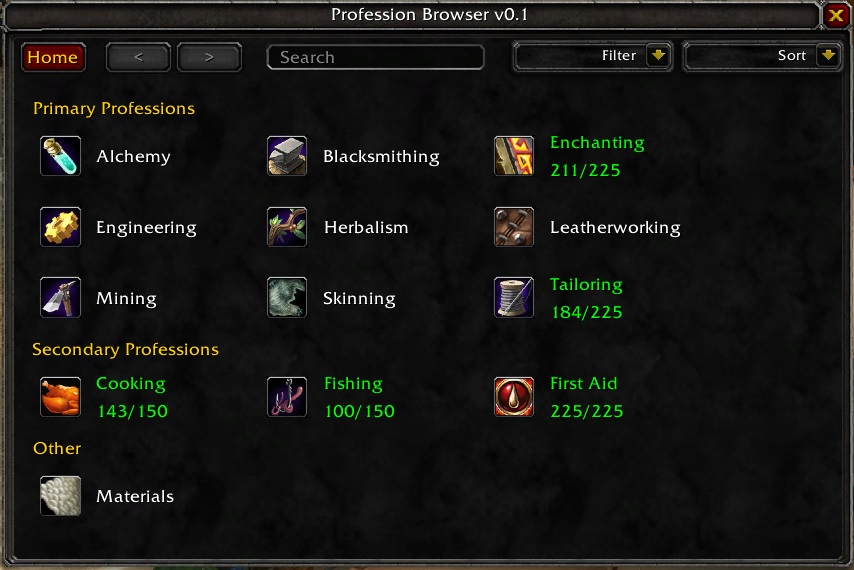 Profession Browser v0.1
Home < > Search Filter Sort
Primary Professions
Alchemy Blacksmithing Enchanting
211/225
Engineering Herbalism Leatherworking
Mining Skinning Tailoring
184/225
Secondary Professions
Cooking Fishing First Aid
143/150 100/150 225/225
Other
Materials